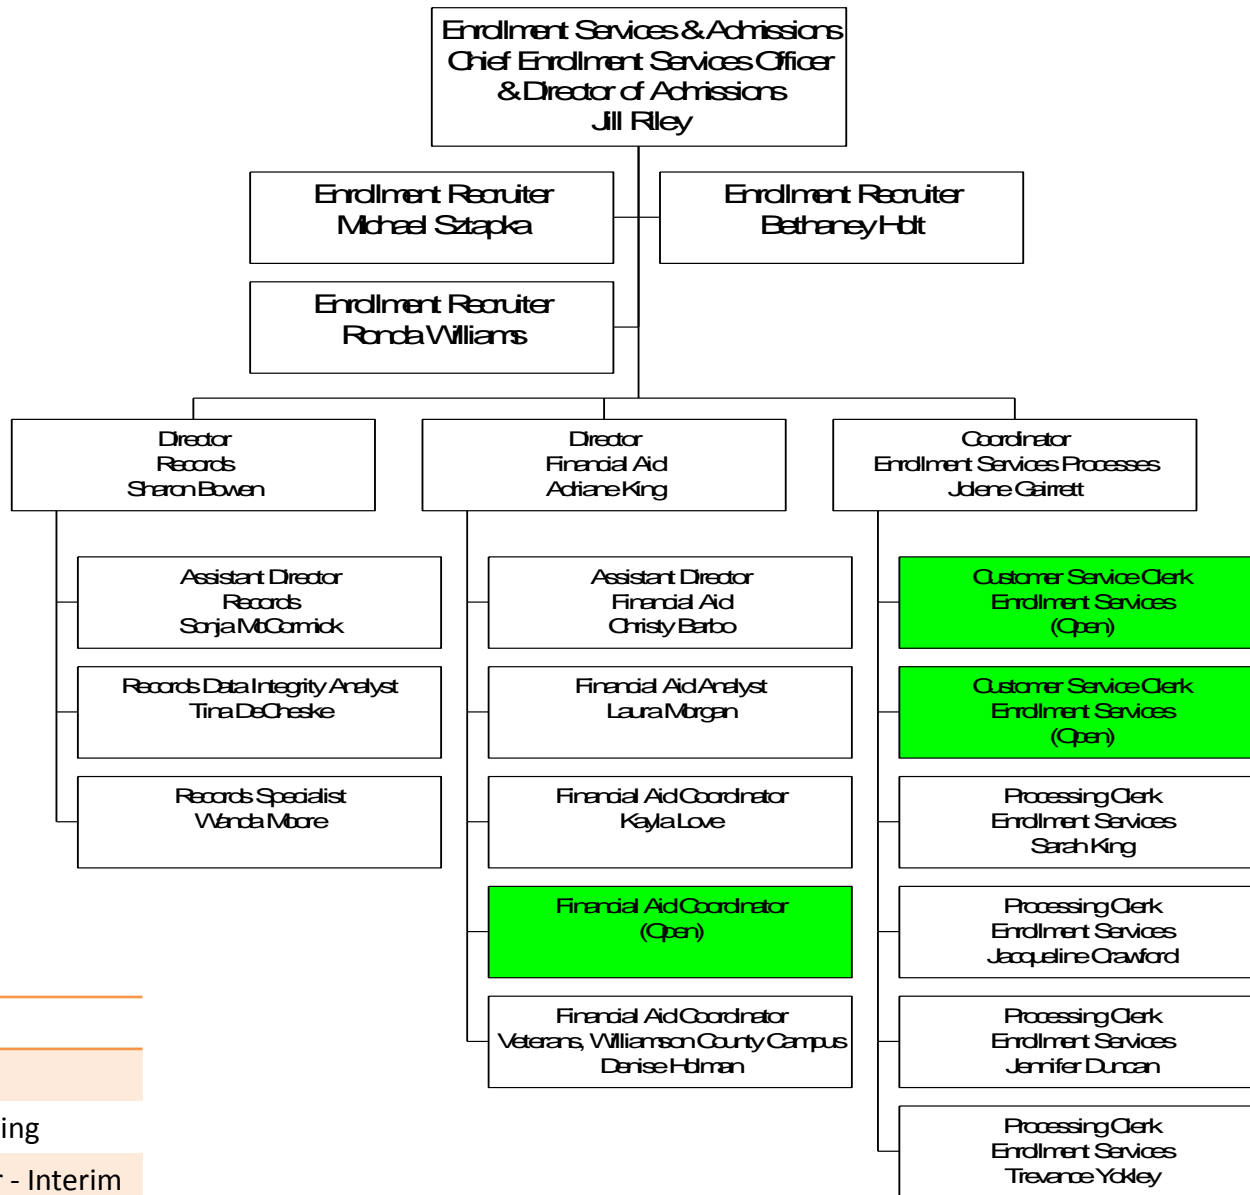 Enrollment Services & Admissions
Chief Enrollment Services Officer
& Director of Admissions
Jill Riley
Enrollment Recruiter
Michael Sztapka
Enrollment Recruiter
Bethaney Holt
Enrollment Recruiter
Ronda Williams
Director
Records
Sharon Bowen
Director
Financial Aid
Adriane King
Coordinator
Enrollment Services Processes
Jolene Gairrett
Assistant Director
Records
Sonja McCormick
Records Data Integrity Analyst
Tina DeCheske
Records Specialist
Wanda Moore
Assistant Director
Financial Aid
Christy Barbo
Financial Aid Analyst
Laura Morgan
Financial Aid Coordinator
Kayla Love
Financial Aid Coordinator
(Open)
Financial Aid Coordinator
Veterans, Williamson County Campus
Denise Holman
Customer Service Clerk
Enrollment Services
(Open)
Customer Service Clerk
Enrollment Services
(Open)
Processing Clerk
Enrollment Services
Sarah King
Processing Clerk
Enrollment Services
Jacqueline Crawford
Processing Clerk
Enrollment Services
Jennifer Duncan
Processing Clerk
Enrollment Services
Trevance Yokley
ing
r - Interim